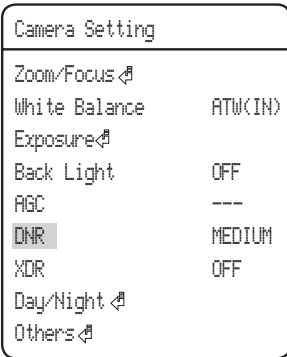 Camera Setting
Zoom/Focus
White Balance ATW(IN)
Exposure
Back Light OFF
AGC ---
DNR MEDIUM
XDR OFF
Day/Night
Others